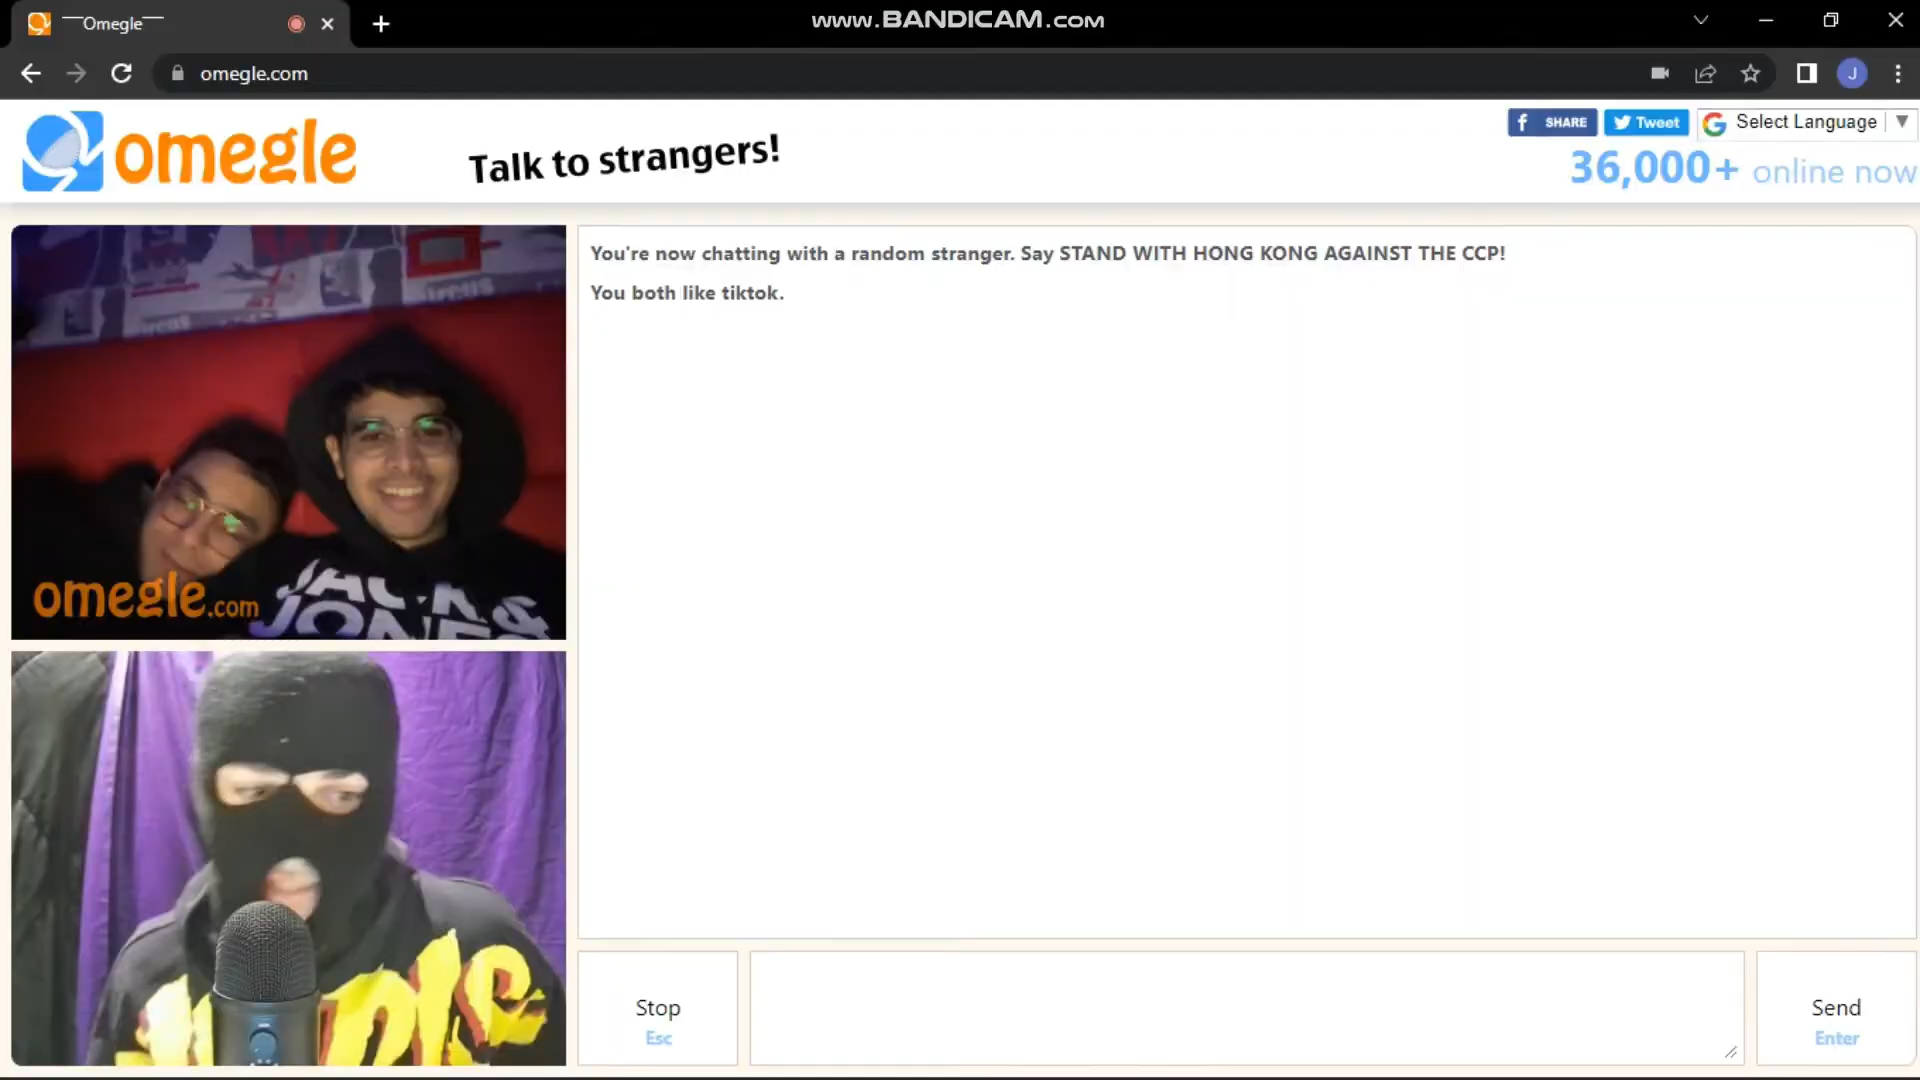 Omegle
www.BANDICAM.com
omegle.com
J
omegle
Talk to strangers!
f SHARE
Tweet
G Select Language ▼
36,000+ online now
You're now chatting with a random stranger. Say STAND WITH HONG KONG AGAINST THE CCP!
You both like tiktok.
omegle.com
JACK &
JONES
Stop
Esc
Send
Enter